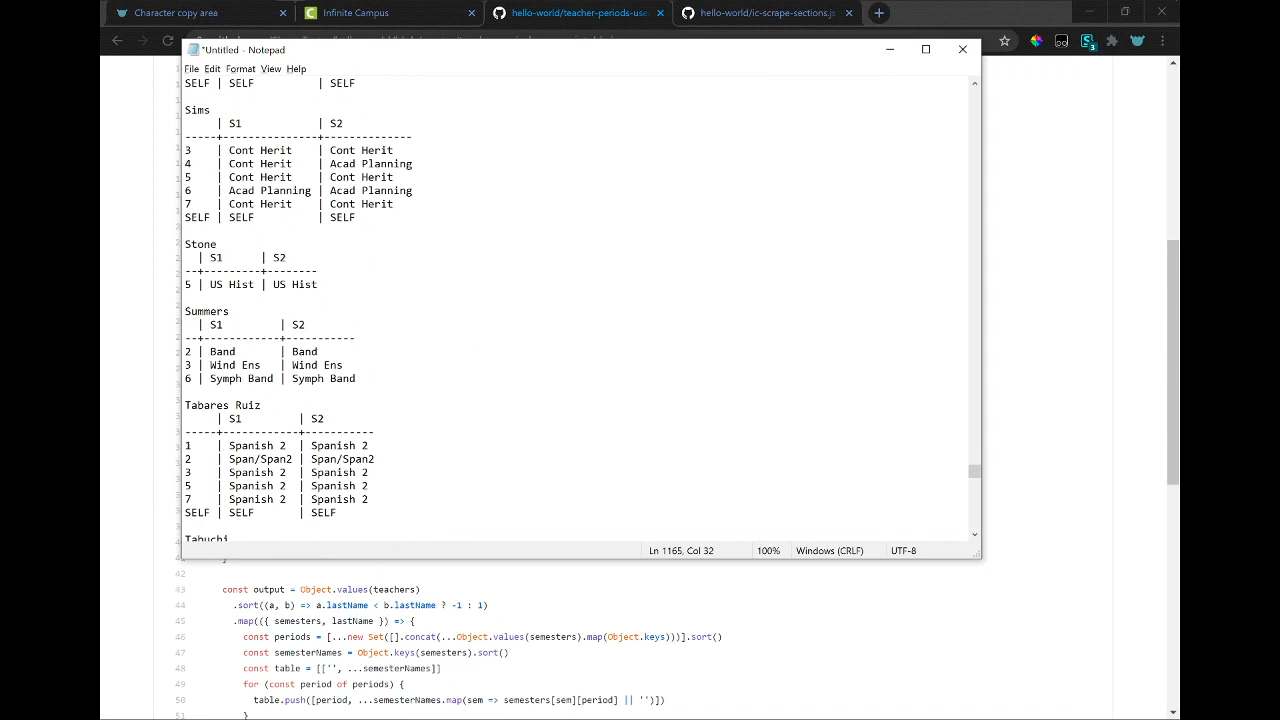 Character copy area
Infinite Campus
hello-world/teacher-periods-use
hello-world/ic-scrape-sections.js
*Untitled - Notepad
File Edit Format View Help
SELF | SELF | SELF
Sims
| S1 | S2
-----+---------------+--------------
3 | Cont Herit | Cont Herit
4 | Cont Herit | Acad Planning
5 | Cont Herit | Cont Herit
6 | Acad Planning | Acad Planning
7 | Cont Herit | Cont Herit
SELF | SELF | SELF
Stone
| S1 | S2
--+---------+--------
5 | US Hist | US Hist
Summers
| S1 | S2
--+------------+-----------
2 | Band | Band
3 | Wind Ens | Wind Ens
6 | Symph Band | Symph Band
Tabares Ruiz
| S1 | S2
-----+------------+-----------
1 | Spanish 2 | Spanish 2
2 | Span/Span2 | Span/Span2
3 | Spanish 2 | Spanish 2
5 | Spanish 2 | Spanish 2
7 | Spanish 2 | Spanish 2
SELF | SELF | SELF
Tabuchi
Ln 1165, Col 32 100% Windows (CRLF) UTF-8
42
43 const output = Object.values(teachers)
44 .sort((a, b) => a.lastName < b.lastName ? -1 : 1)
45 .map(({ semesters, lastName }) => {
46 const periods = [...new Set([].concat(...Object.values(semesters).map(Object.keys)))].sort()
47 const semesterNames = Object.keys(semesters).sort()
48 const table = [['', ...semesterNames]]
49 for (const period of periods) {
50 table.push([period, ...semesterNames.map(sem => semesters[sem][period] || '')])
51 }